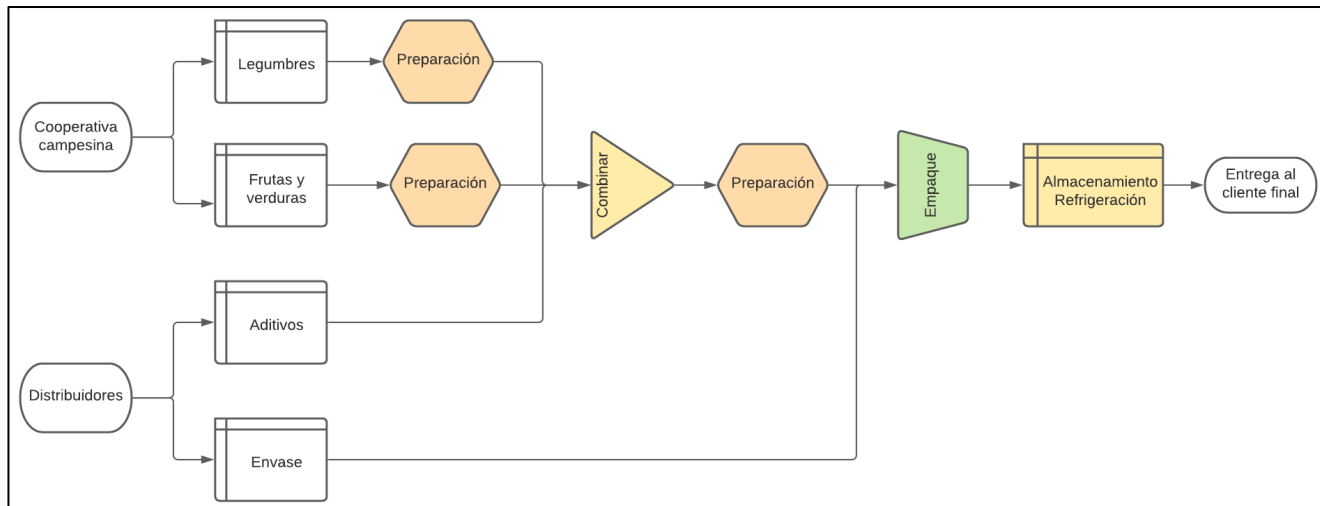 Cooperativa
campesina
Legumbres
Preparación
Frutas y
verduras
Preparación
Combinar
Preparación
Empaque
Almacenamiento
Refrigeración
Entrega al
cliente final
Distribuidores
Aditivos
Envase